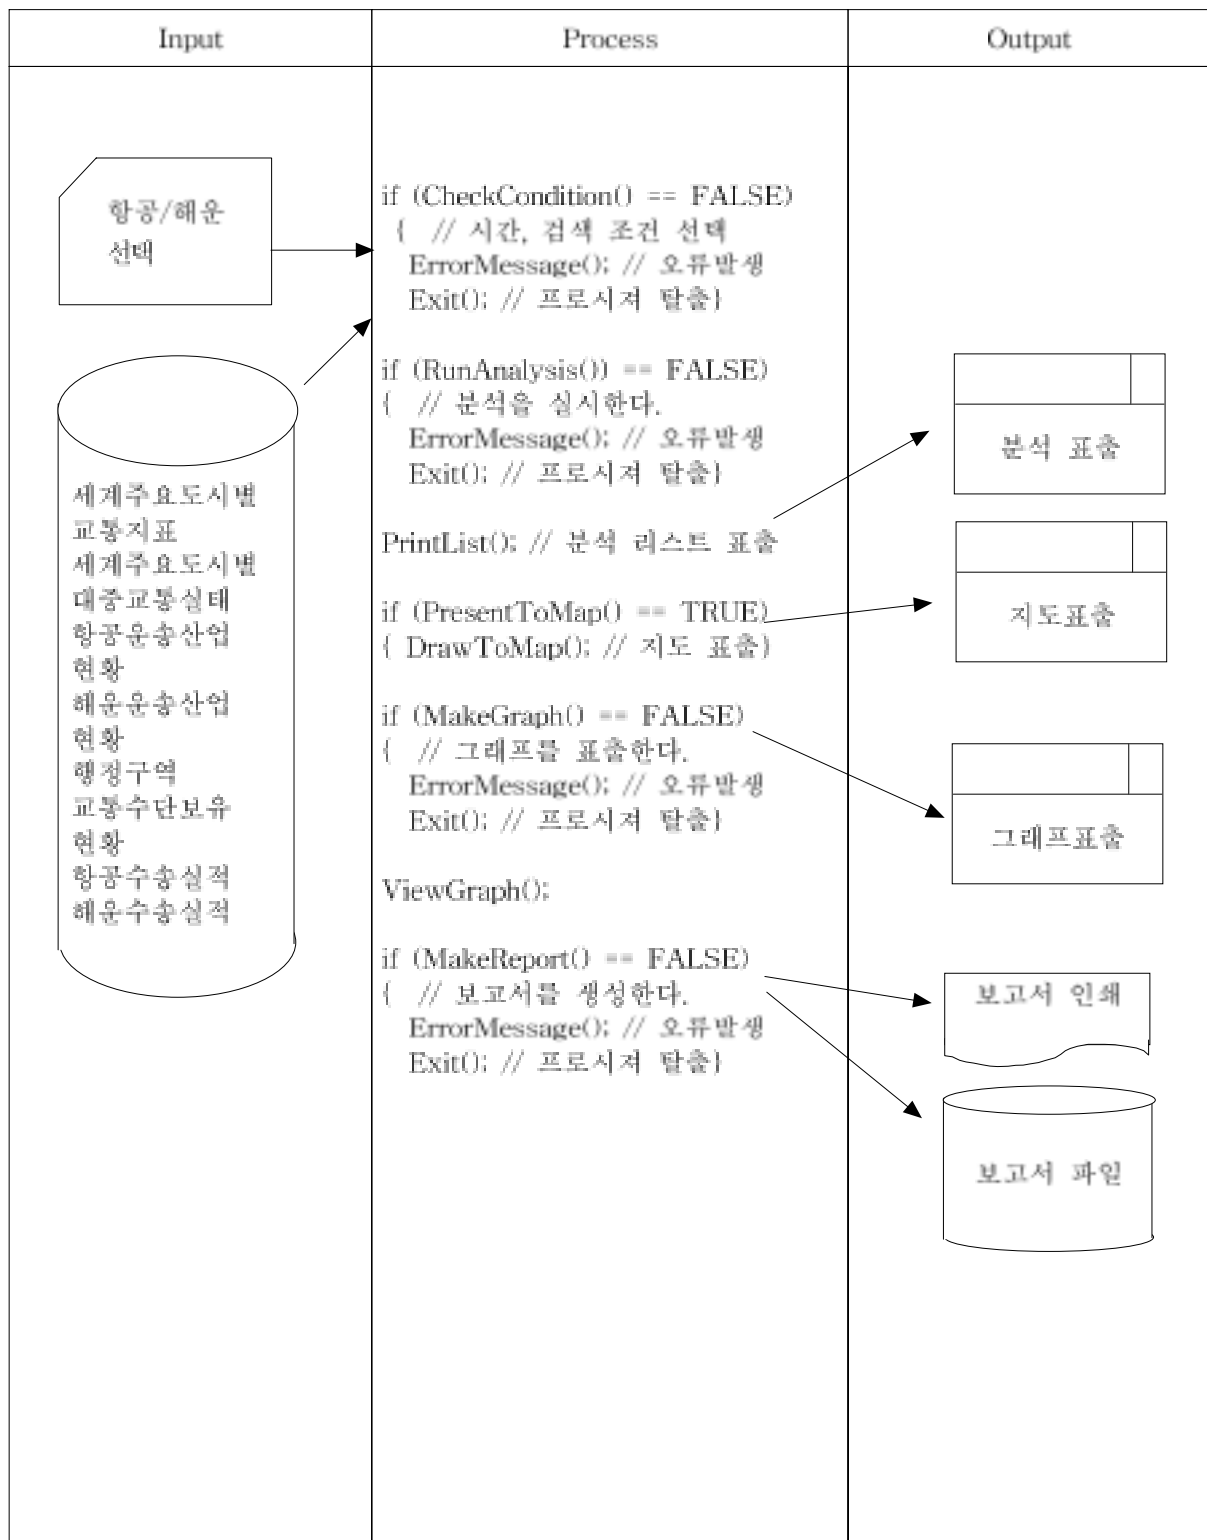 Input
Process
Output
항공/해운
선택
세계주요도시별
교통지표
세계주요도시별
대중교통실태
항공운송산업
현황
해운운송산업
현황
행정구역
교통수단보유
현황
항공수송실적
해운수송실적
if (CheckCondition() == FALSE)
{ // 시간, 검색 조건 선택
ErrorMessage(); // 오류발생
Exit(); // 프로시져 탈출}
if (RunAnalysis()) == FALSE)
{ // 분석을 실시한다.
ErrorMessage(); // 오류발생
Exit(); // 프로시져 탈출}
PrintList(); // 분석 리스트 표출
if (PresentToMap() == TRUE)
{ DrawToMap(); // 지도 표출}
if (MakeGraph() == FALSE)
{ // 그래프를 표출한다.
ErrorMessage(); // 오류발생
Exit(); // 프로시져 탈출}
ViewGraph();
if (MakeReport() == FALSE)
{ // 보고서를 생성한다.
ErrorMessage(); // 오류발생
Exit(); // 프로시져 탈출}
분석 표출
지도표출
그래프표출
보고서 인쇄
보고서 파일